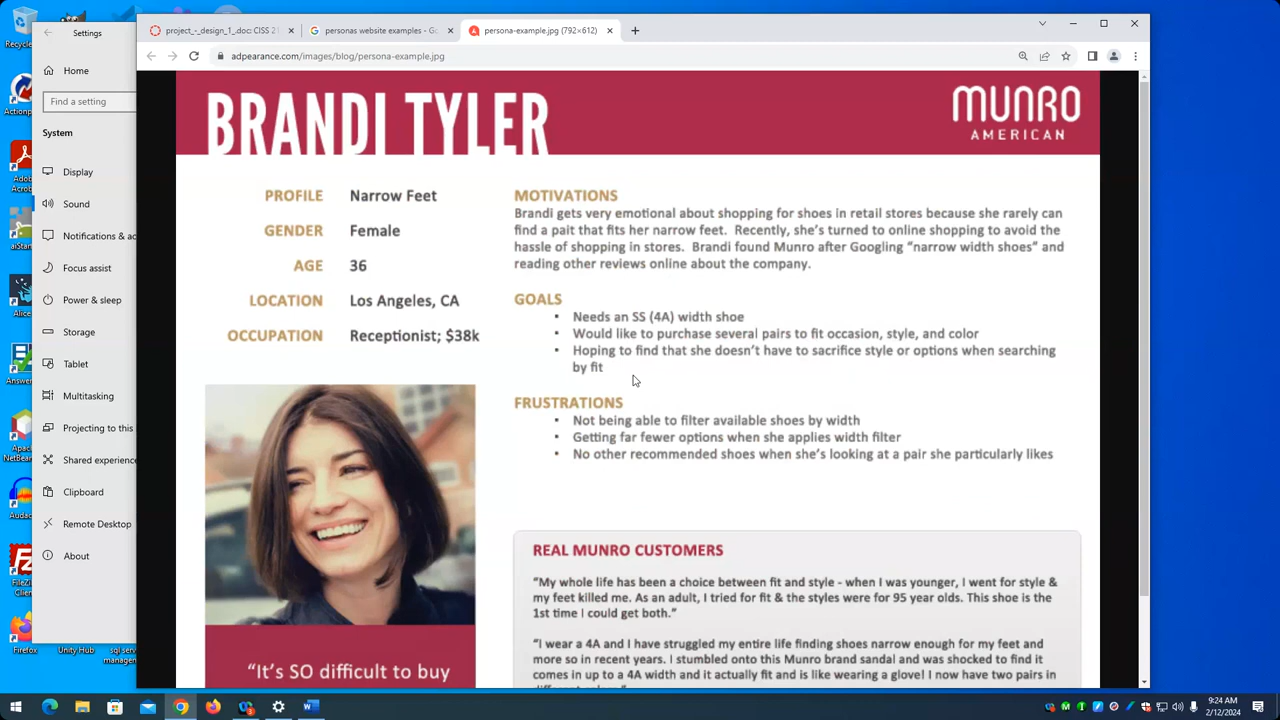 Recycle
Settings
project_-_design_1_.doc: CISS 2
personas website examples - Go
persona-example.jpg (792×612)
adpearance.com/images/blog/persona-example.jpg
Home
Find a setting
System
Display
Sound
Notifications & ac
Focus assist
Power & sleep
Storage
Tablet
Multitasking
Projecting to this
Shared experience
Clipboard
Remote Desktop
About
BRANDI TYLER
MUNRO
AMERICAN
PROFILE Narrow Feet
GENDER Female
AGE 36
LOCATION Los Angeles, CA
OCCUPATION Receptionist; $38k
MOTIVATIONS
Brandi gets very emotional about shopping for shoes in retail stores because she rarely can
find a pait that fits her narrow feet. Recently, she's turned to online shopping to avoid the
hassle of shopping in stores. Brandi found Munro after Googling "narrow width shoes" and
reading other reviews online about the company.
GOALS
▪ Needs an SS (4A) width shoe
▪ Would like to purchase several pairs to fit occasion, style, and color
▪ Hoping to find that she doesn't have to sacrifice style or options when searching
by fit
FRUSTRATIONS
▪ Not being able to filter available shoes by width
▪ Getting far fewer options when she applies width filter
▪ No other recommended shoes when she's looking at a pair she particularly likes
"It's SO difficult to buy
REAL MUNRO CUSTOMERS
"My whole life has been a choice between fit and style - when I was younger, I went for style &
my feet killed me. As an adult, I tried for fit & the styles were for 95 year olds. This shoe is the
1st time I could get both."
"I wear a 4A and I have struggled my entire life finding shoes narrow enough for my feet and
more so in recent years. I stumbled onto this Munro brand sandal and was shocked to find it
comes in up to a 4A width and it actually fit and is like wearing a glove! I now have two pairs in
Firefox
Unity Hub
sql serv
manager
9:24 AM
2/12/2024